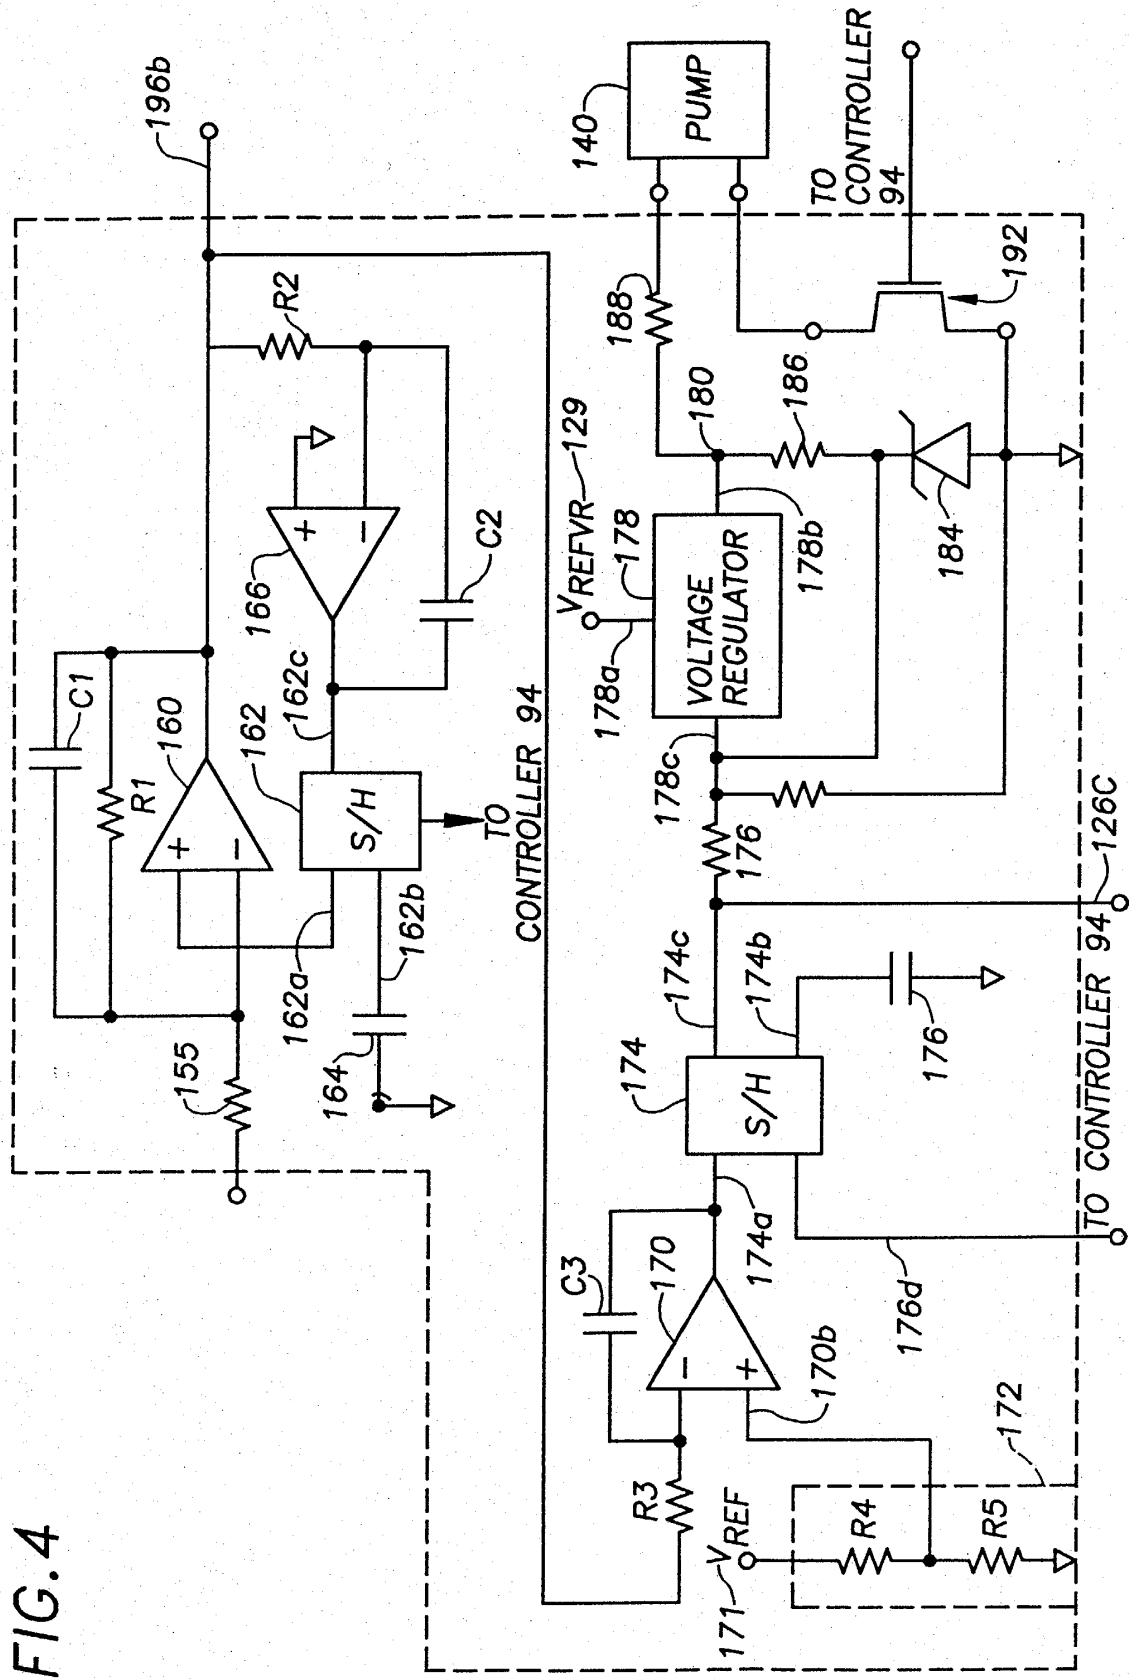 FIG.4
196b
C1
R1
160
155
162
162a
162b
162c
S/H
164
166
+
−
+
−
R2
C2
TO
CONTROLLER 94
140
PUMP
TO
CONTROLLER
94
188
VREFVR
129
178
178a
VOLTAGE
REGULATOR
178b
178c
180
186
184
192
176
126C
174c
174
S/H
174b
176
174a
176d
TO CONTROLLER 94
C3
170
−
+
170b
R3
172
171
VREF
R4
R5